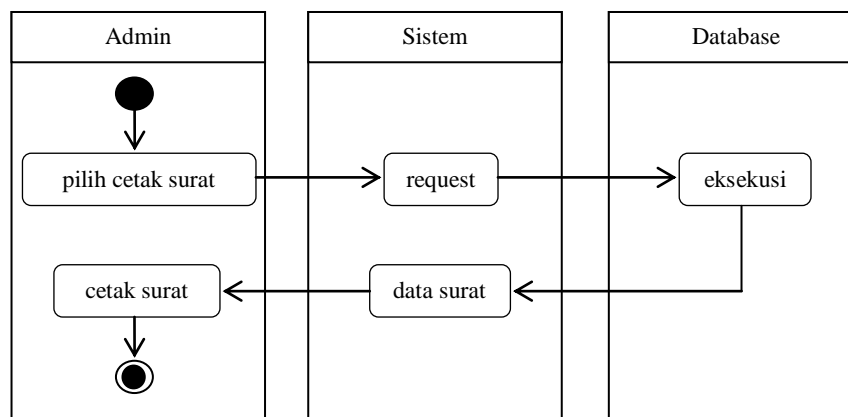 Admin
Sistem
Database
pilih cetak surat
request
eksekusi
cetak surat
data surat